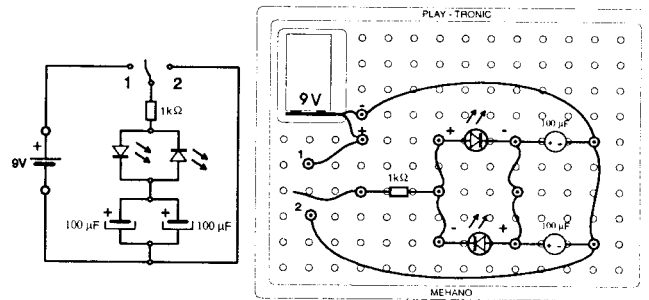 1 2
1kΩ
+
9V
+ +
100 µF 100 µF
PLAY - TRONIC
9V
-
+
1
+ -
100 µF
+ -
1kΩ
2
- +
100 µF
+ -
MEHANO